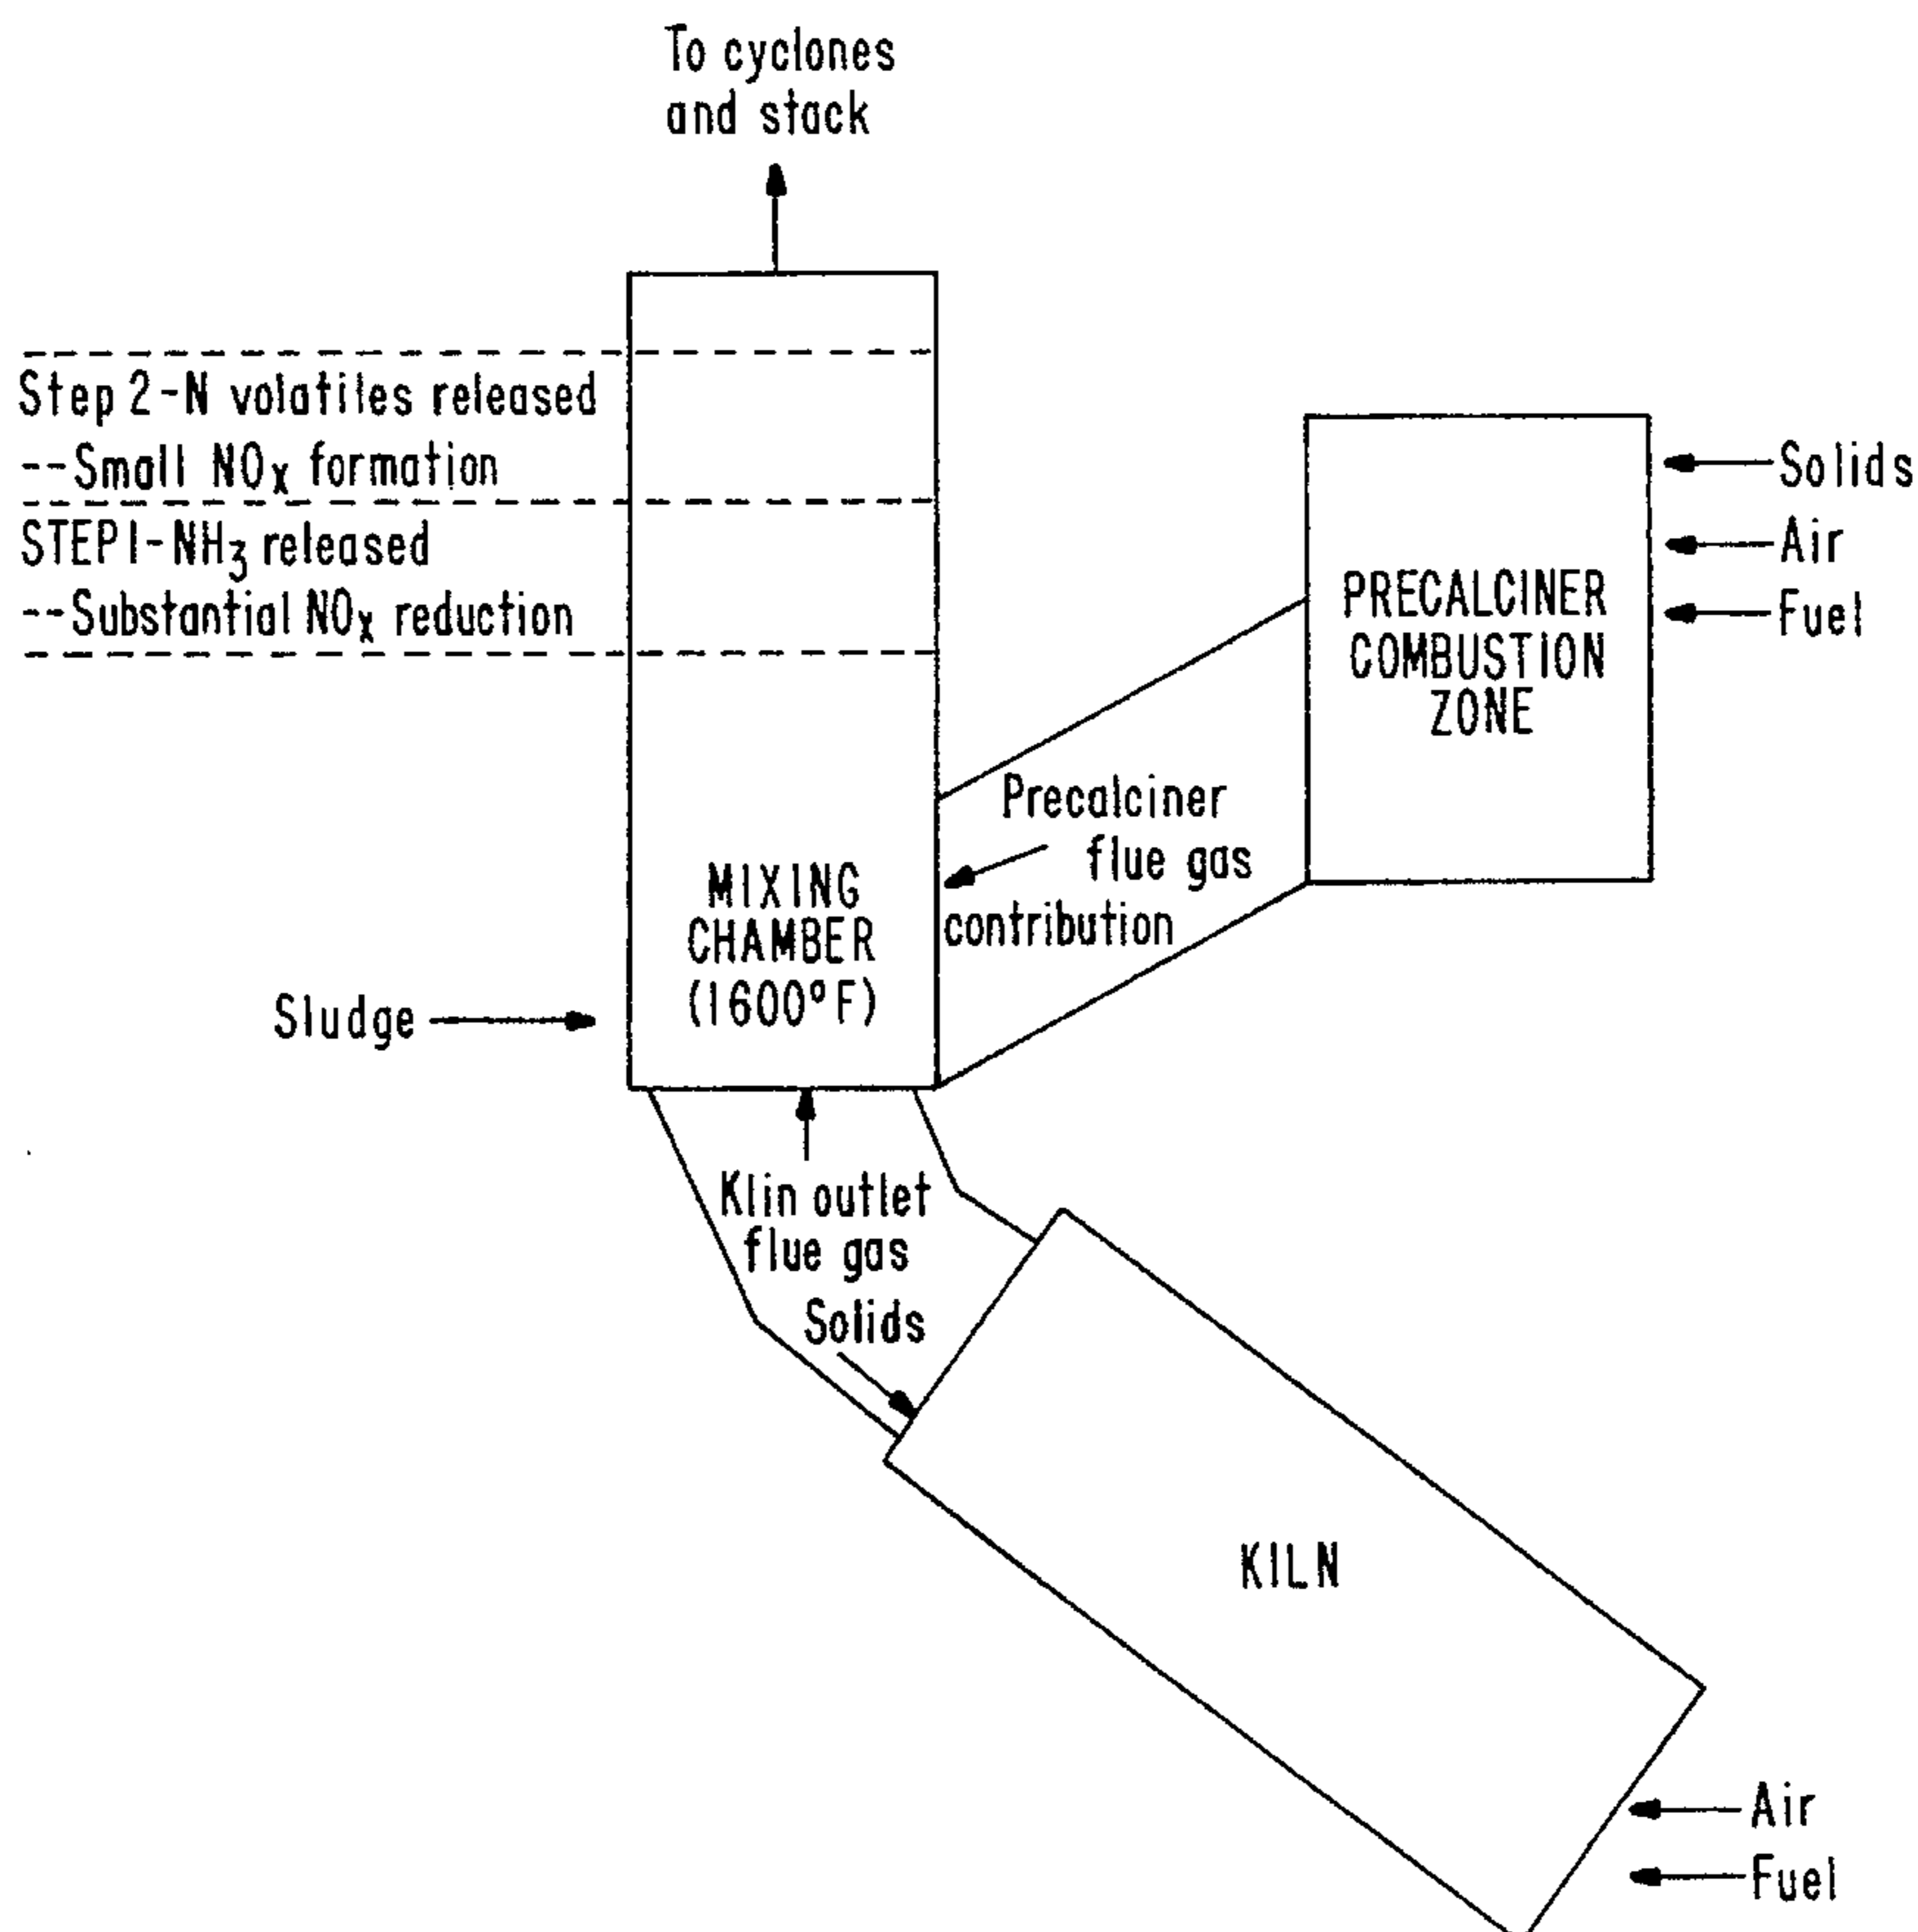 To cyclones
and stack
Step 2-N volatiles released
--Small NOx formation
STEP1-NH3 released
--Substantial NOx reduction
Solids
Air
Fuel
PRECALCINER
COMBUSTION
ZONE
Precalciner
flue gas
contribution
MIXING
CHAMBER
(1600°F)
Sludge
Klin outlet
flue gas
Solids
KILN
Air
Fuel